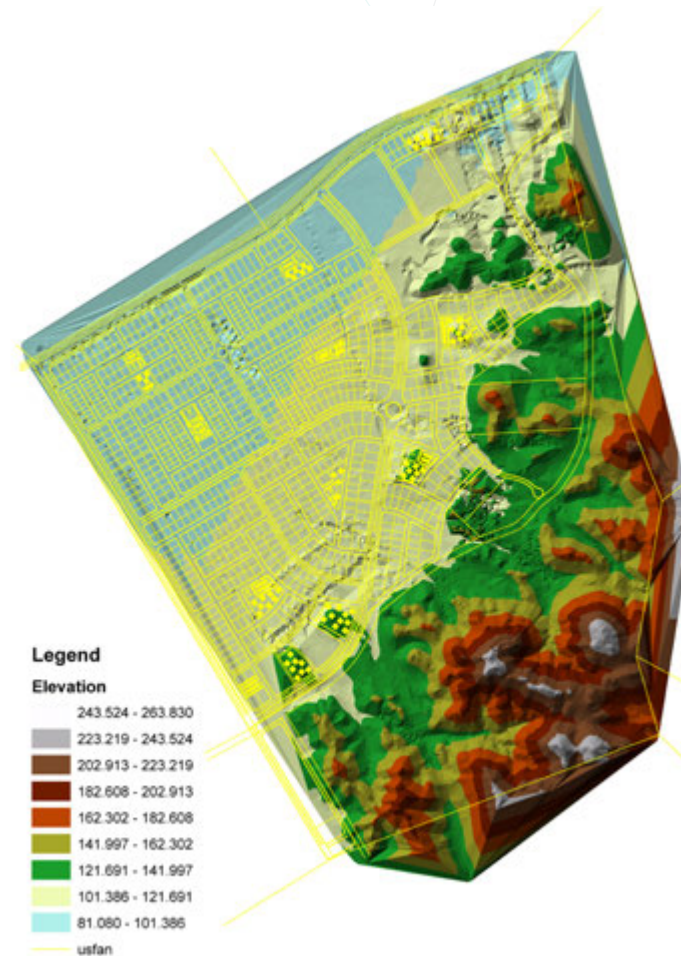 Legend
Elevation
243.524 - 263.830
223.219 - 243.524
202.913 - 223.219
182.608 - 202.913
162.302 - 182.608
141.997 - 162.302
121.691 - 141.997
101.386 - 121.691
81.080 - 101.386
usfan